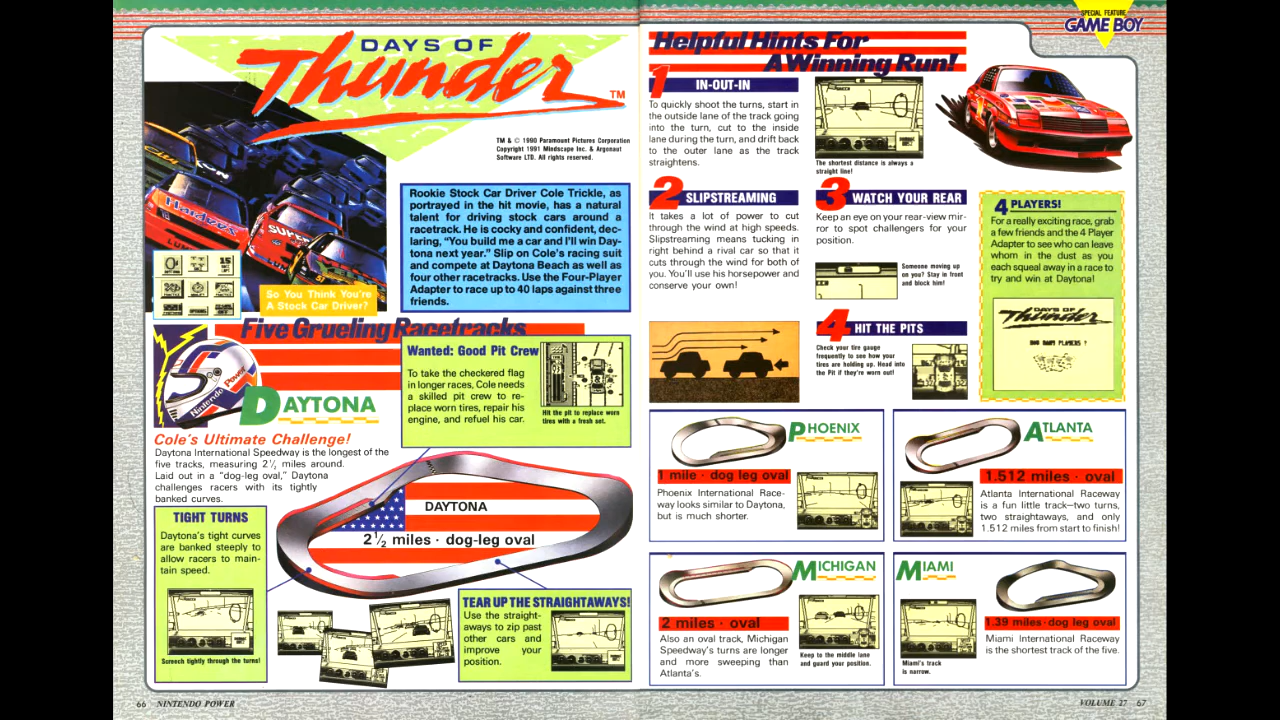 DAYS OF
Thunder
TM
TM & © 1990 Paramount Pictures Corporation
Copyright 1991 Mindscape Inc. & Argonaut
Software LTD. All rights reserved.
Rookie Stock Car Driver Cole Trickle, as
portrayed in the hit movie, has a natural
talent for driving stock cars around a
racetrack. He is cocky and confident, dec-
laring, "You build me a car and I'll win Day-
tona next year." Slip on Cole's racing suit
and compete at Daytona Beach as well as
four other racetracks. Use the Four-Player
Adapter to race up to 40 laps against three
friends.
So You Think You're
A Stock Car Driver?
Five Grueling Racetracks
Power
Nintendo
DAYTONA
Cole's Ultimate Challenge!
Daytona International Speedway is the longest of the
five tracks, measuring 2½ miles around.
Laid out in a "dog-leg oval," Daytona
challenges racers with its tightly
banked curves.
Wanted: Good Pit Crew
To take the checkered flag
in longer races, Cole needs
a skilled pit crew to re-
place worn tires, repair his
engine, and refuel his car.
Hit the pit to replace worn
tires with a fresh set.
TIGHT TURNS
Daytona's tight curves
are banked steeply to
allow racers to main-
tain speed.
Screech tightly through the turns!
DAYTONA
2½ miles · dog-leg oval
TEAR UP THE STRAIGHTAWAYS!
Use the straight-
aways to zip past
other cars and
improve your
position.
66 NINTENDO POWER
SPECIAL FEATURE
GAME BOY
Helpful Hints For
A Winning Run!
1 IN-OUT-IN
To quickly shoot the turns, start in
the outside lane of the track going
into the turn, cut to the inside
lane during the turn, and drift back
to the outer lane as the track
straightens.
The shortest distance is always a
straight line!
2 SLIPSTREAMING
It takes a lot of power to cut
through the wind at high speeds.
Slipstreaming means tucking in
right behind a rival car so that it
cuts through the wind for both of
you. You'll use his horsepower and
conserve your own!
3 WATCH YOUR REAR
Keep an eye on your rear-view mir-
ror to spot challengers for your
position.
Someone moving up
on you? Stay in front
and block him!
4 HIT THE PITS
Check your tire gauge
frequently to see how your
tires are holding up. Head into
the Pit if they're worn out!
4 PLAYERS!
For a really exciting race, grab
a few friends and the 4 Player
Adapter to see who can leave
whom in the dust as you
each squeal away in a race to
try and win at Daytona!
DAYS OF
Thunder
HOW MANY PLAYERS ?
PHOENIX
1 mile · dog leg oval
Phoenix International Race-
way looks similar to Daytona,
but is much shorter.
ATLANTA
1.512 miles · oval
Atlanta International Raceway
is a fun little track—two turns,
two straightaways, and only
1.512 miles from start to finish!
MICHIGAN
2 miles · oval
Also an oval track, Michigan
Speedway's turns are longer
and more sweeping than
Atlanta's.
Keep to the middle lane
and guard your position.
MIAMI
1.39 miles · dog leg oval
Miami International Raceway
is the shortest track of the five.
Miami's track
is narrow.
VOLUME 27 67